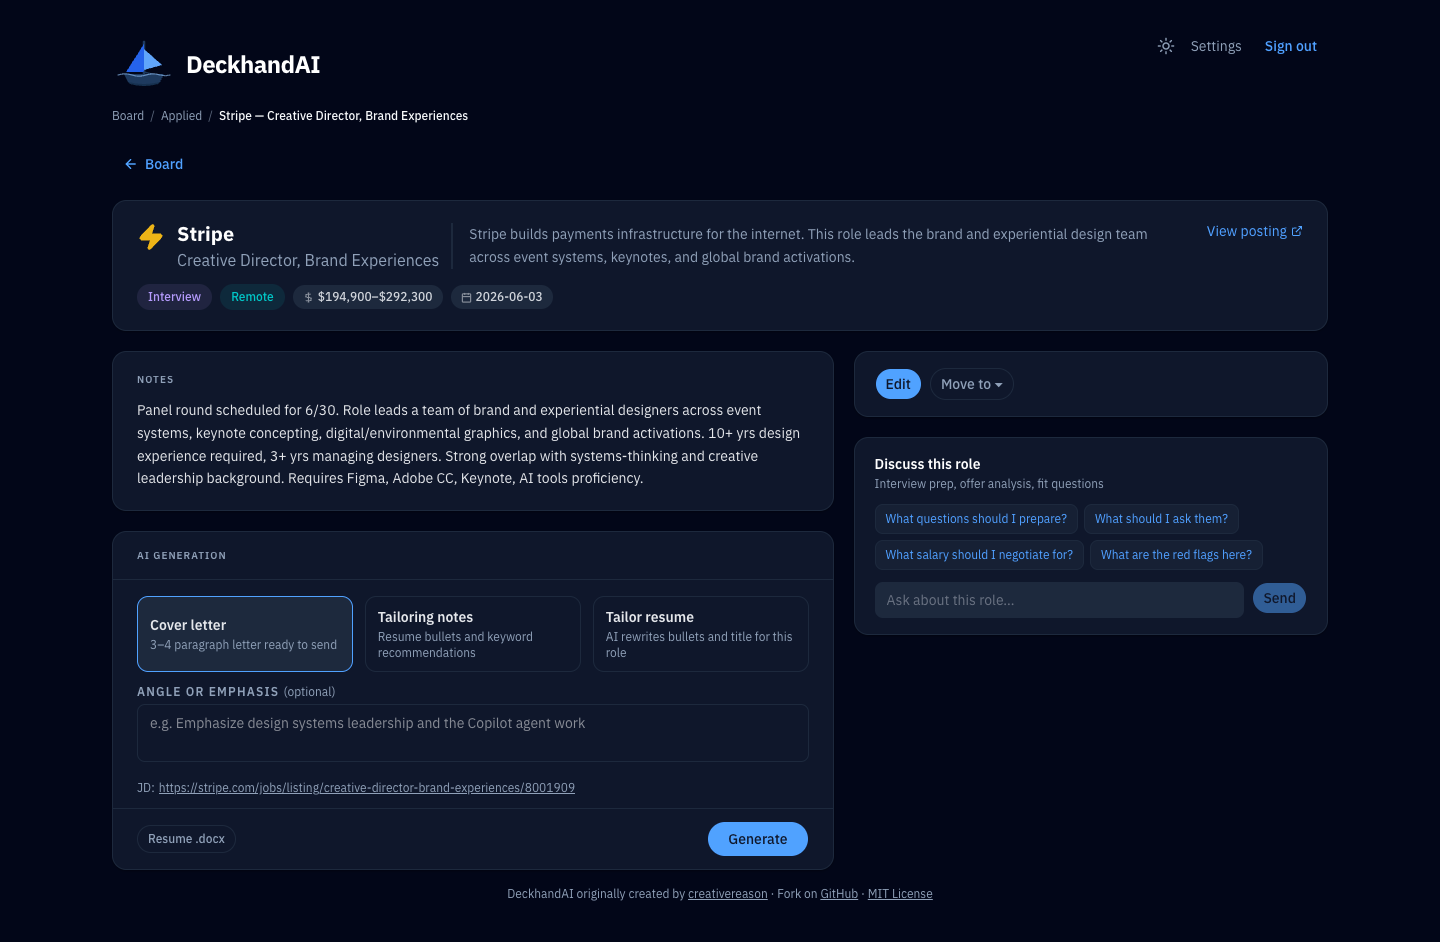 DeckhandAI
Settings
Sign out
Board / Applied / Stripe — Creative Director, Brand Experiences
Board
Stripe
Creative Director, Brand Experiences
Stripe builds payments infrastructure for the internet. This role leads the brand and experiential design team
across event systems, keynotes, and global brand activations.
View posting
Interview
Remote
$194,900–$292,300
2026-06-03
NOTES
Panel round scheduled for 6/30. Role leads a team of brand and experiential designers across event
systems, keynote concepting, digital/environmental graphics, and global brand activations. 10+ yrs design
experience required, 3+ yrs managing designers. Strong overlap with systems-thinking and creative
leadership background. Requires Figma, Adobe CC, Keynote, AI tools proficiency.
Edit
Move to
Discuss this role
Interview prep, offer analysis, fit questions
What questions should I prepare?
What should I ask them?
What salary should I negotiate for?
What are the red flags here?
Ask about this role...
Send
AI GENERATION
Cover letter
3–4 paragraph letter ready to send
Tailoring notes
Resume bullets and keyword
recommendations
Tailor resume
AI rewrites bullets and title for this
role
ANGLE OR EMPHASIS (optional)
e.g. Emphasize design systems leadership and the Copilot agent work
JD: https://stripe.com/jobs/listing/creative-director-brand-experiences/8001909
Resume .docx
Generate
DeckhandAI originally created by creativereason · Fork on GitHub · MIT License